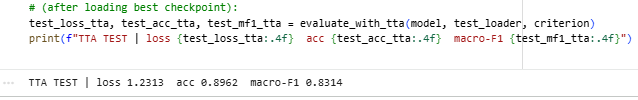 # (after loading best checkpoint):
test_loss_tta, test_acc_tta, test_mf1_tta = evaluate_with_tta(model, test_loader, criterion)
print(f"TTA TEST | loss {test_loss_tta:.4f}  acc {test_acc_tta:.4f}  macro-F1 {test_mf1_tta:.4f}")
TTA TEST | loss 1.2313  acc 0.8962  macro-F1 0.8314